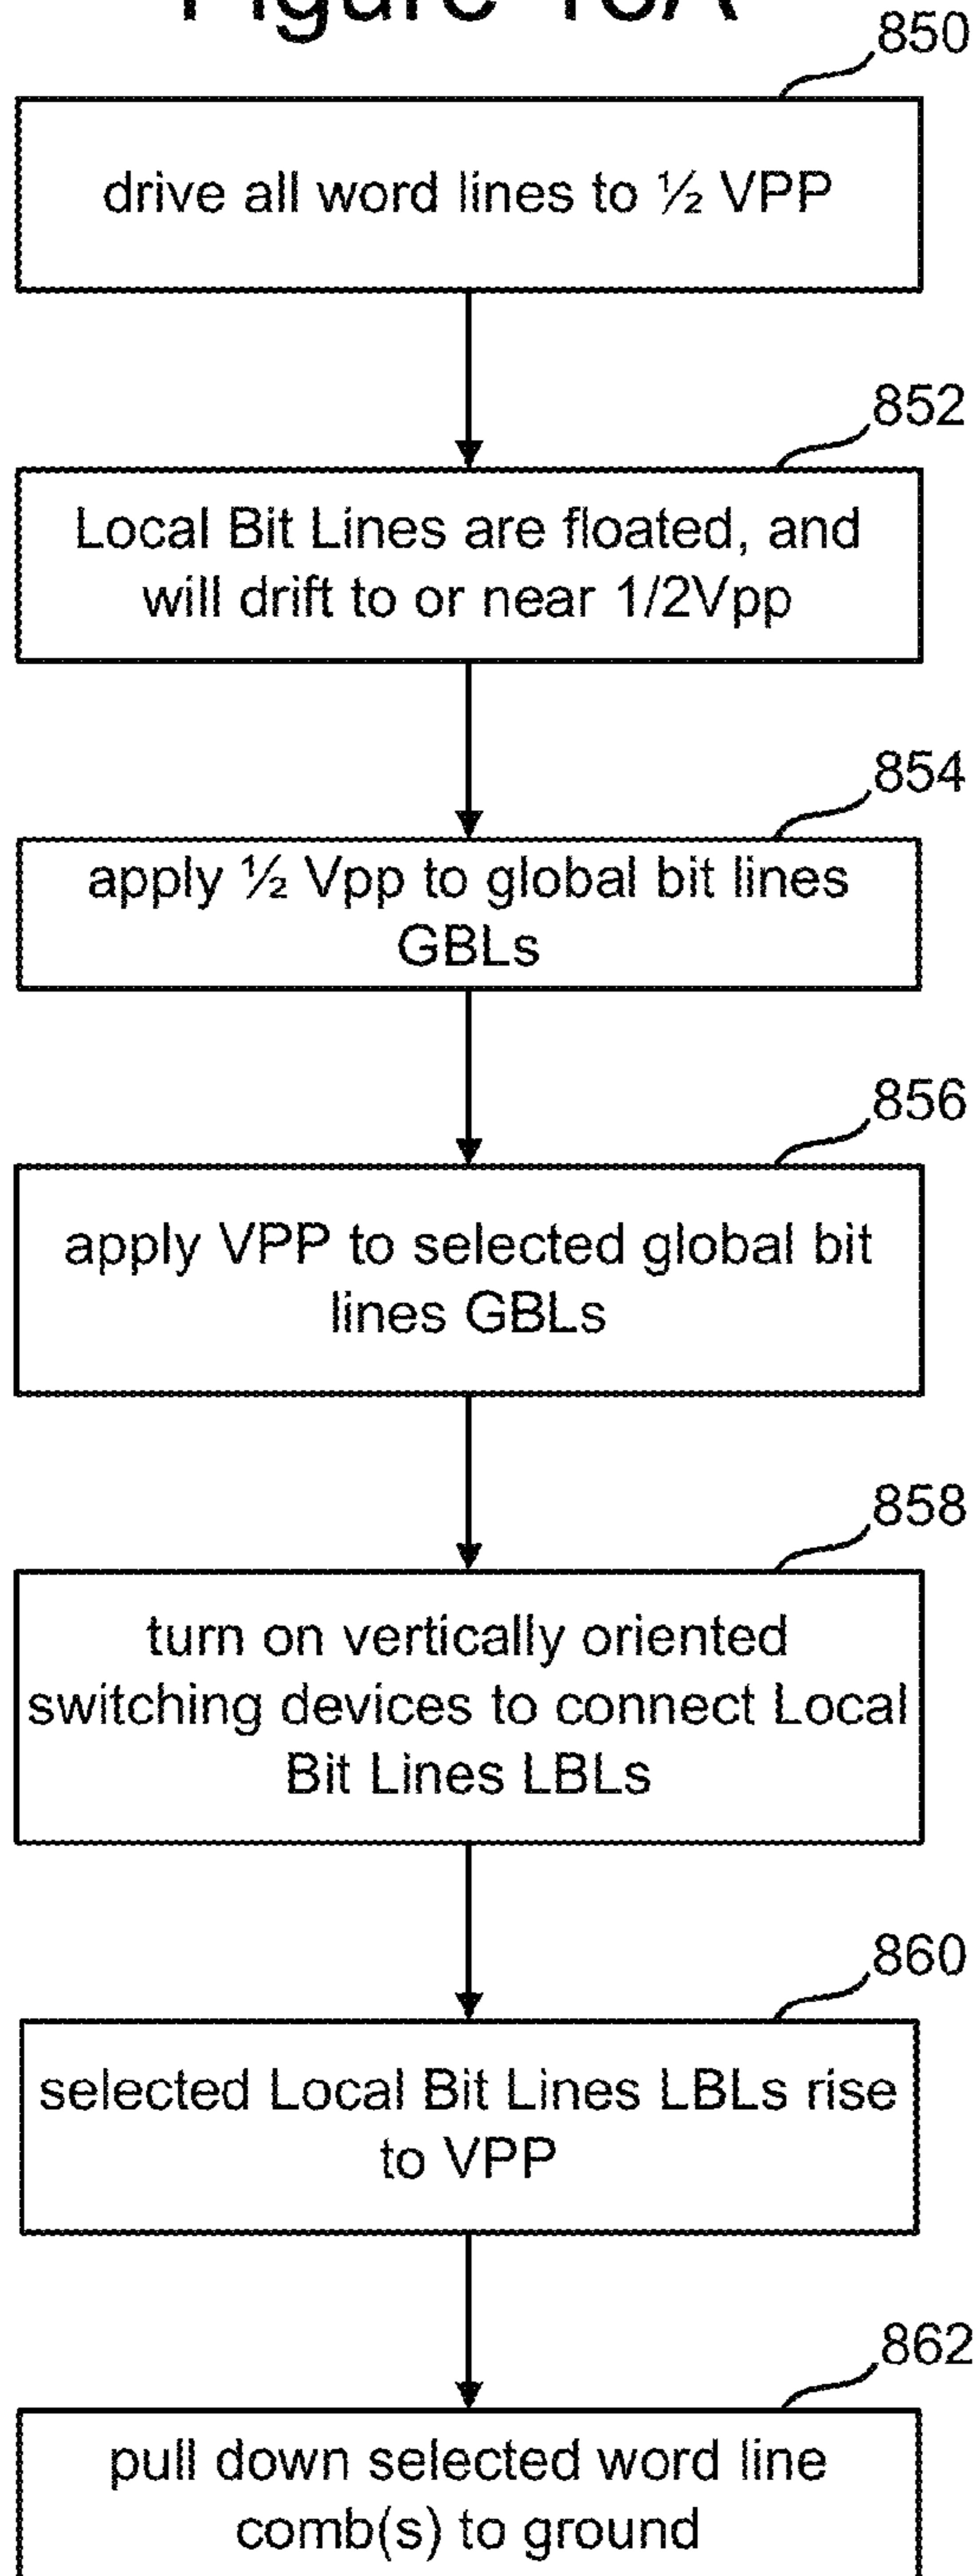 850
drive all word lines to ½ VPP
852
Local Bit Lines are floated, and
will drift to or near 1/2Vpp
854
apply ½ Vpp to global bit lines
GBLs
856
apply VPP to selected global bit
lines GBLs
858
turn on vertically oriented
switching devices to connect Local
Bit Lines LBLs
860
selected Local Bit Lines LBLs rise
to VPP
862
pull down selected word line
comb(s) to ground